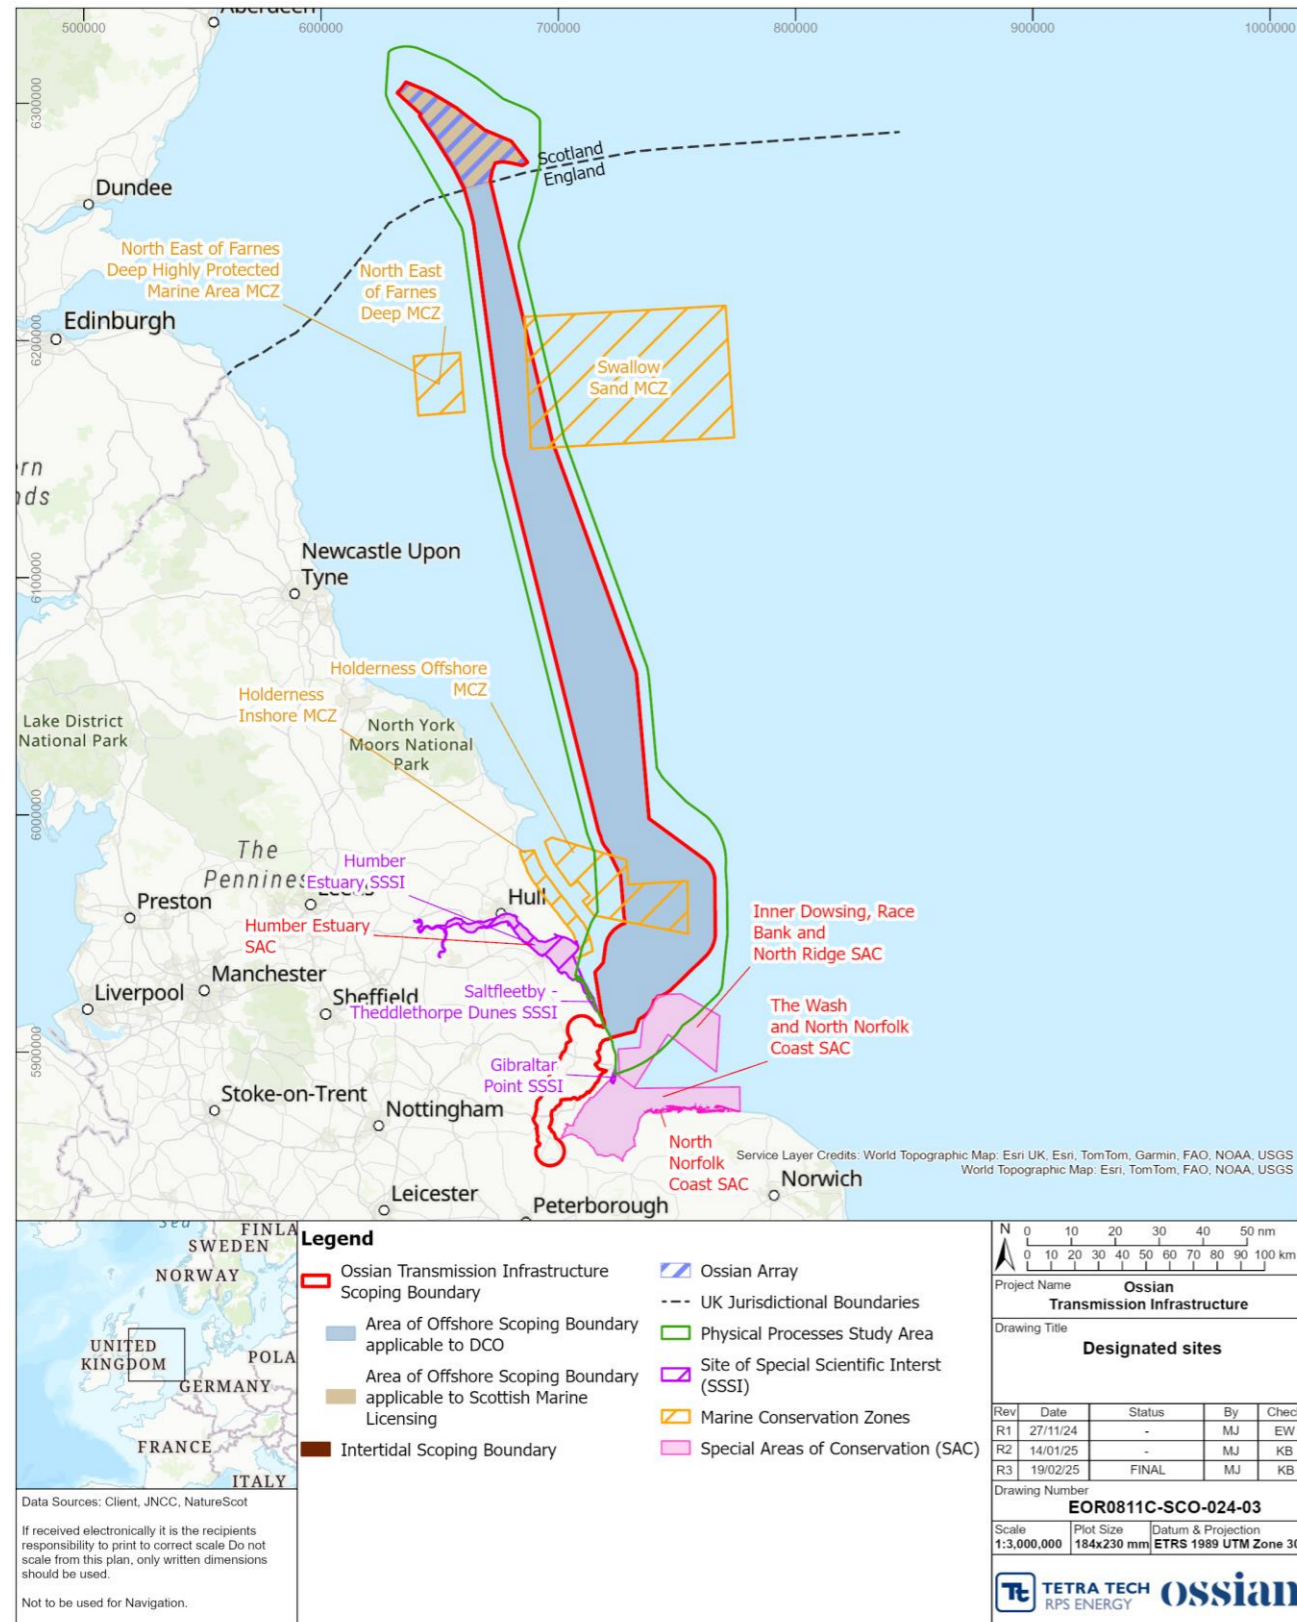 Aberdeen
500000
600000
700000
800000
900000
1000000
6300000
6200000
6100000
6000000
5900000
Scotland
England
Dundee
North East of Farnes
Deep Highly Protected
Marine Area MCZ
North East
of Farnes
Deep MCZ
Edinburgh
Swallow
Sand MCZ
Newcastle Upon
Tyne
Holderness Offshore
MCZ
Holderness
Inshore MCZ
Lake District
National Park
North York
Moors National
Park
The
Pennines
Humber
Estuary SSSI
Preston
Hull
Humber Estuary
SAC
Inner Dowsing, Race
Bank and
North Ridge SAC
Manchester
Liverpool
Sheffield
Saltfleetby -
Theddlethorpe Dunes SSSI
The Wash
and North Norfolk
Coast SAC
Gibraltar
Point SSSI
Stoke-on-Trent
Nottingham
North
Norfolk
Coast SAC
Service Layer Credits: World Topographic Map: Esri UK, Esri, TomTom, Garmin, FAO, NOAA, USGS
World Topographic Map: Esri, TomTom, FAO, NOAA, USGS
Norwich
Leicester
Peterborough
FINLA
SWEDEN
NORWAY
UNITED
KINGDOM
POLA
GERMANY
FRANCE
ITALY
Data Sources: Client, JNCC, NatureScot
If received electronically it is the recipients
responsibility to print to correct scale Do not
scale from this plan, only written dimensions
should be used.
Not to be used for Navigation.
Legend
Ossian Transmission Infrastructure
Scoping Boundary
Area of Offshore Scoping Boundary
applicable to DCO
Area of Offshore Scoping Boundary
applicable to Scottish Marine
Licensing
Intertidal Scoping Boundary
Ossian Array
UK Jurisdictional Boundaries
Physical Processes Study Area
Site of Special Scientific Interst
(SSSI)
Marine Conservation Zones
Special Areas of Conservation (SAC)
N
0 10 20 30 40 50 nm
0 10 20 30 40 50 60 70 80 90 100 km
Project Name
Ossian
Transmission Infrastructure
Drawing Title
Designated sites
Rev Date Status By Chec
R1 27/11/24 - MJ EW
R2 14/01/25 - MJ KB
R3 19/02/25 FINAL MJ KB
Drawing Number
EOR0811C-SCO-024-03
Scale Plot Size Datum & Projection
1:3,000,000 184x230 mm ETRS 1989 UTM Zone 30
TETRA TECH
RPS ENERGY
ossian